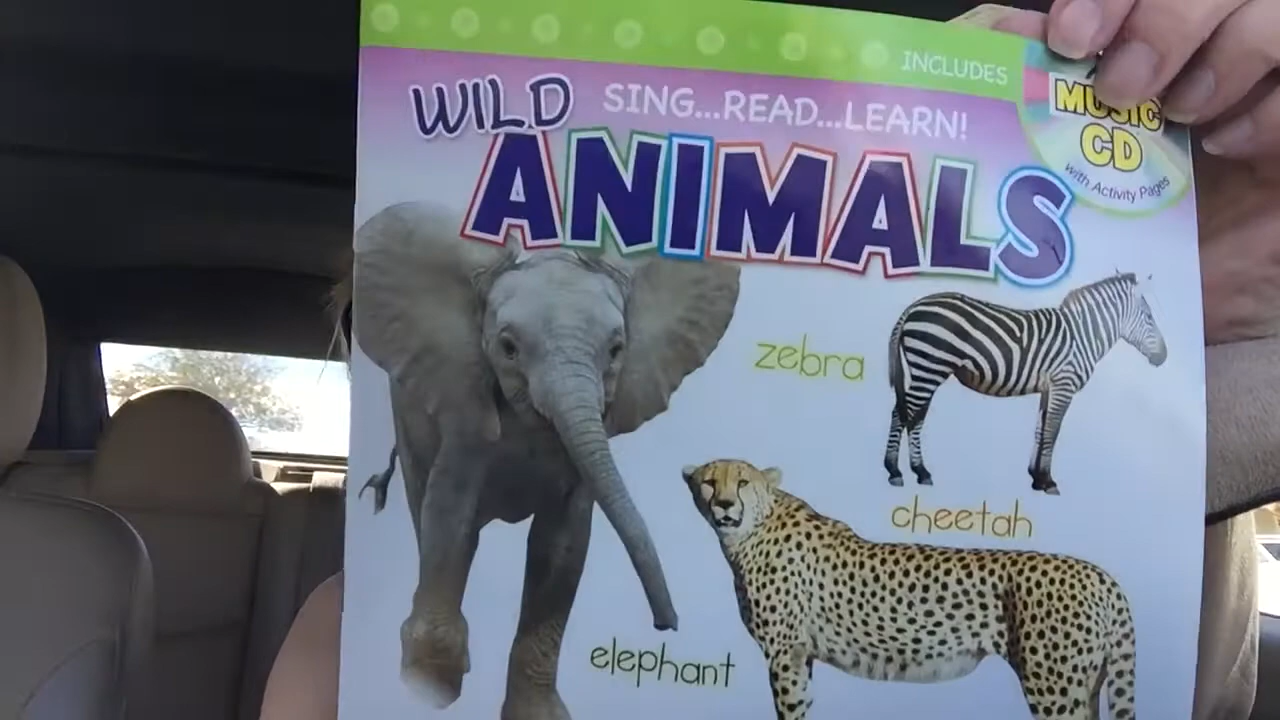 INCLUDES
WILD
SING...READ...LEARN!
ANIMALS
MUSIC
CD
with Activity Pages
zebra
cheetah
elephant